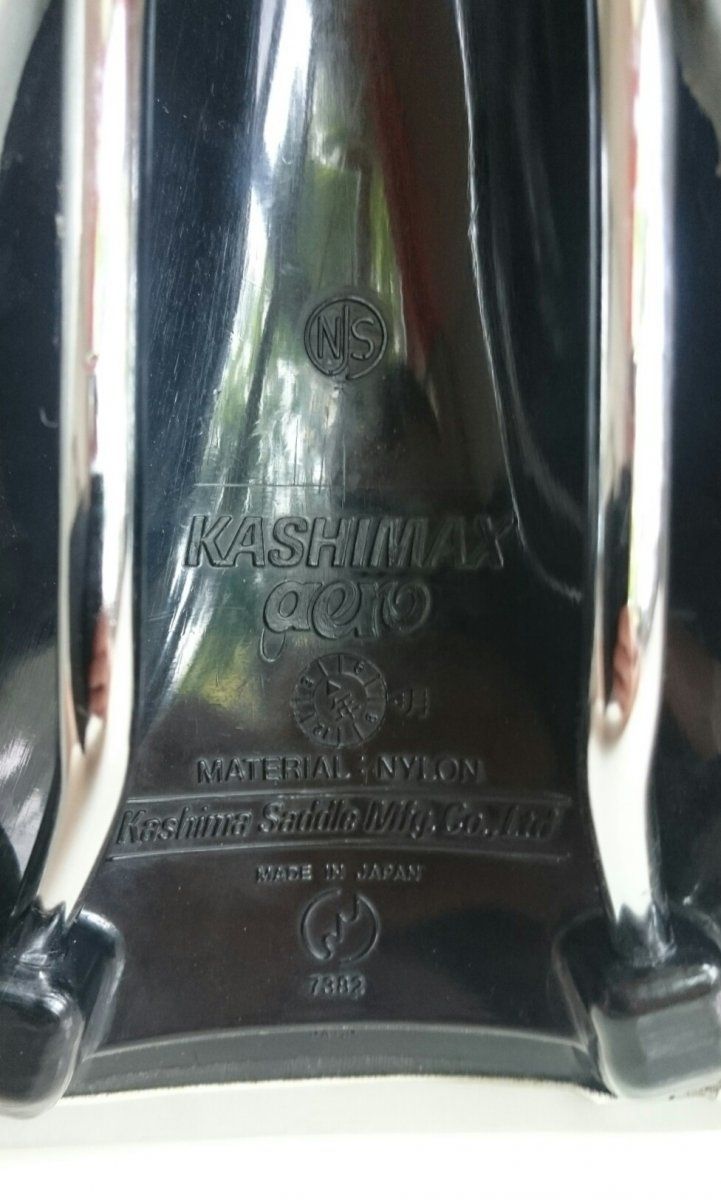 NJS
KASHIMAX
aero
MATERIAL : NYLON
Kashima Saddle Mfg. Co., Ltd
MADE IN JAPAN
7382